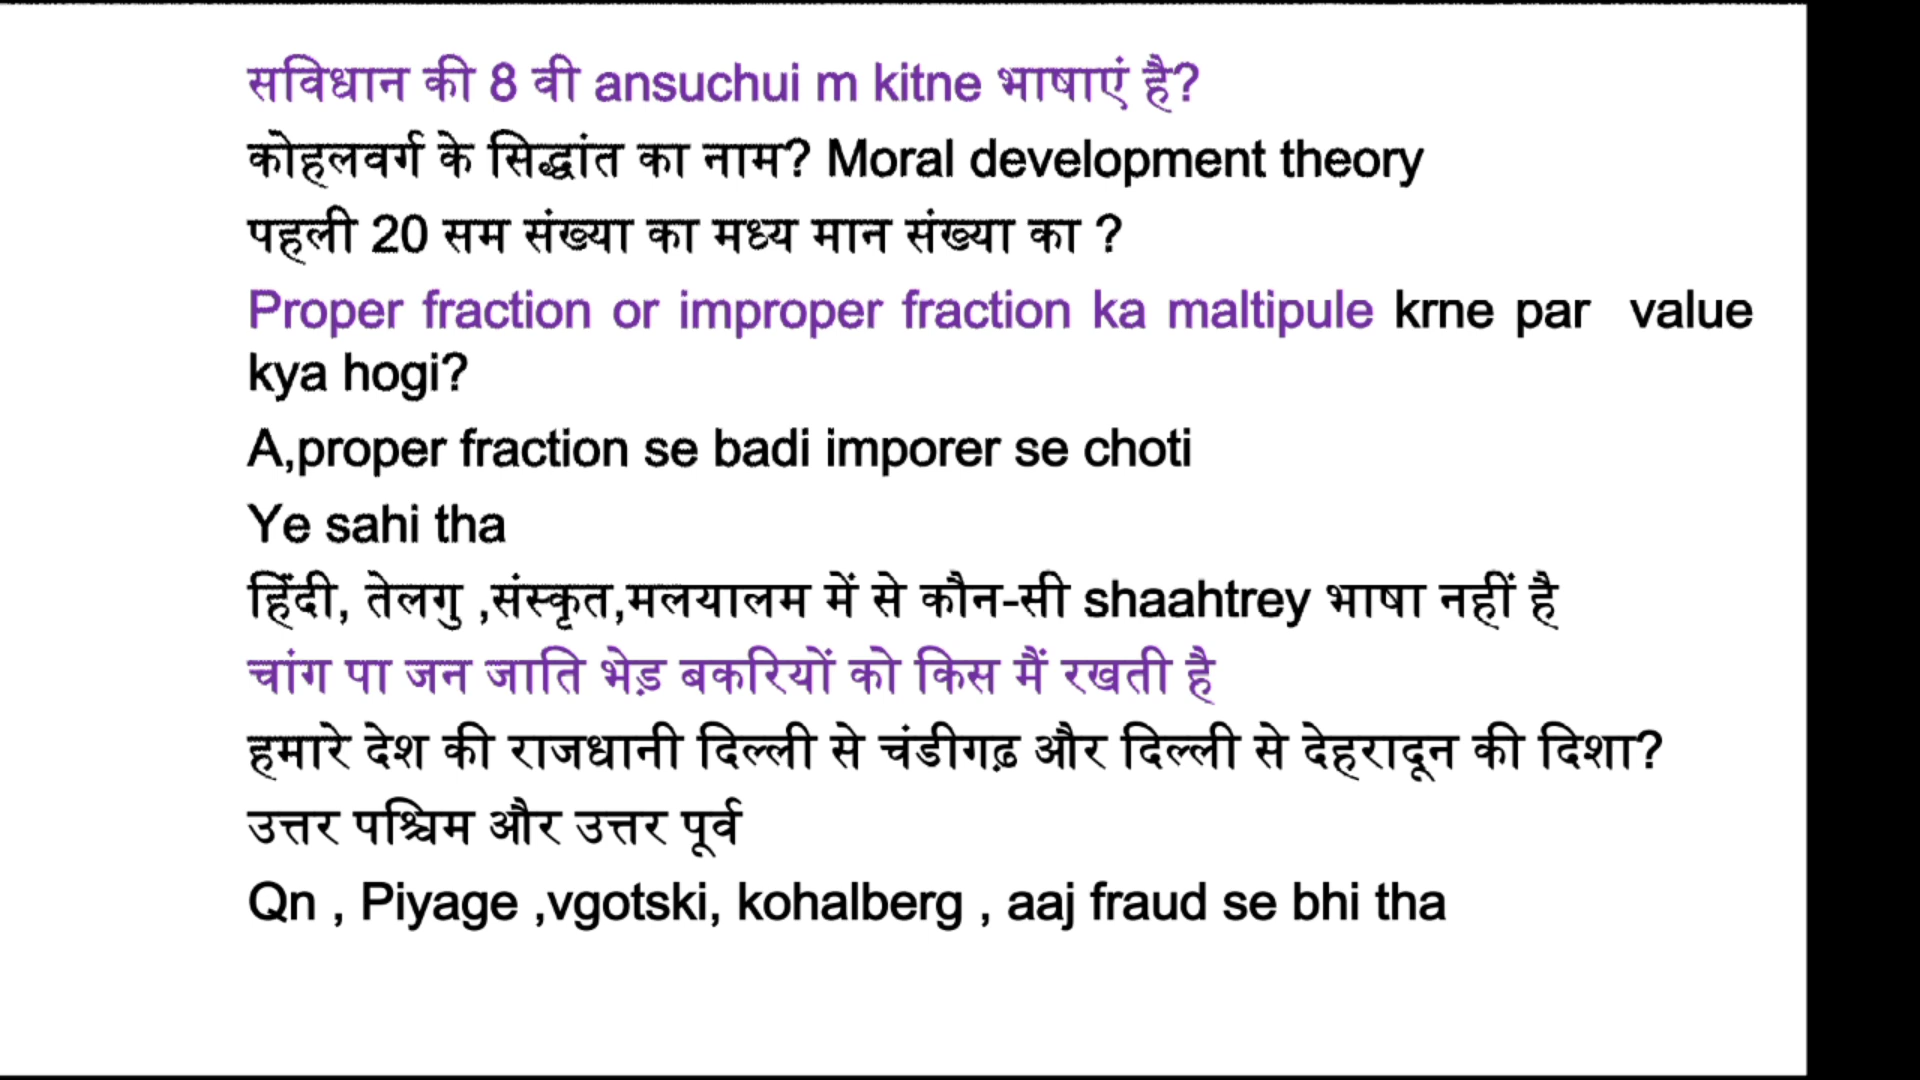 सविधान की 8 वी ansuchui m kitne भाषाएं है?
कोहलवर्ग के सिद्धांत का नाम? Moral development theory
पहली 20 सम संख्या का मध्य मान संख्या का ?
Proper fraction or improper fraction ka maltipule krne par value
kya hogi?
A,proper fraction se badi imporer se choti
Ye sahi tha
हिंदी, तेलगु ,संस्कृत,मलयालम में से कौन-सी shaahtrey भाषा नहीं है
चांग पा जन जाति भेड़ बकरियों को किस मैं रखती है
हमारे देश की राजधानी दिल्ली से चंडीगढ़ और दिल्ली से देहरादून की दिशा?
उत्तर पश्चिम और उत्तर पूर्व
Qn , Piyage ,vgotski, kohalberg , aaj fraud se bhi tha